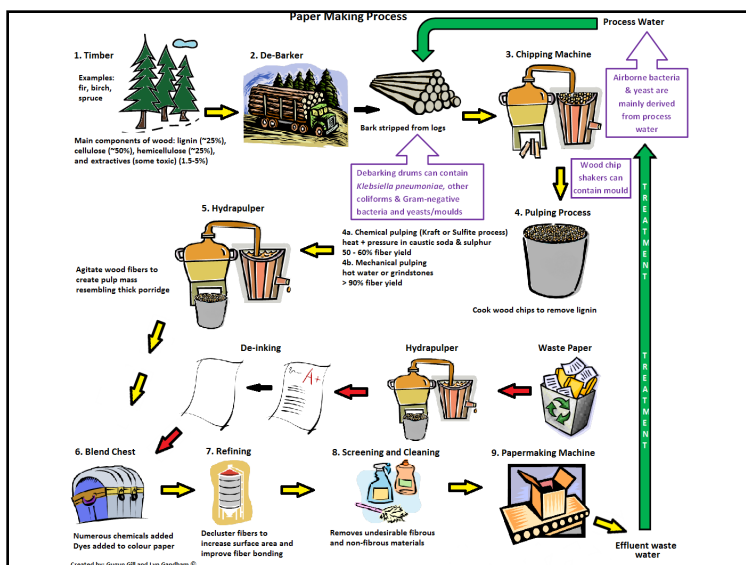 Paper Making Process
Process Water
1. Timber
Examples:
fir, birch,
spruce
Main components of wood: lignin (~25%),
cellulose (~50%), hemicellulose (~25%),
and extractives (some toxic) (1.5-5%)
2. De-Barker
Bark stripped from logs
3. Chipping Machine
Airborne bacteria
& yeast are
mainly derived
from process
water
Debarking drums can contain
Klebsiella pneumoniae, other
coliforms & Gram-negative
bacteria and yeasts/moulds
Wood chip
shakers can
contain mould
4. Pulping Process
Cook wood chips to remove lignin
4a. Chemical pulping (Kraft or Sulfite process)
heat + pressure in caustic soda & sulphur
50 - 60% fiber yield
4b. Mechanical pulping
hot water or grindstones
> 90% fiber yield
5. Hydrapulper
Agitate wood fibers to
create pulp mass
resembling thick porridge
TREATMENT
TREATMENT
De-inking
A+
Hydrapulper
Waste Paper
6. Blend Chest
Numerous chemicals added
Dyes added to colour paper
7. Refining
Decluster fibers to
increase surface area and
improve fiber bonding
8. Screening and Cleaning
Removes undesirable fibrous
and non-fibrous materials
9. Papermaking Machine
Effluent waste
water
Created by: